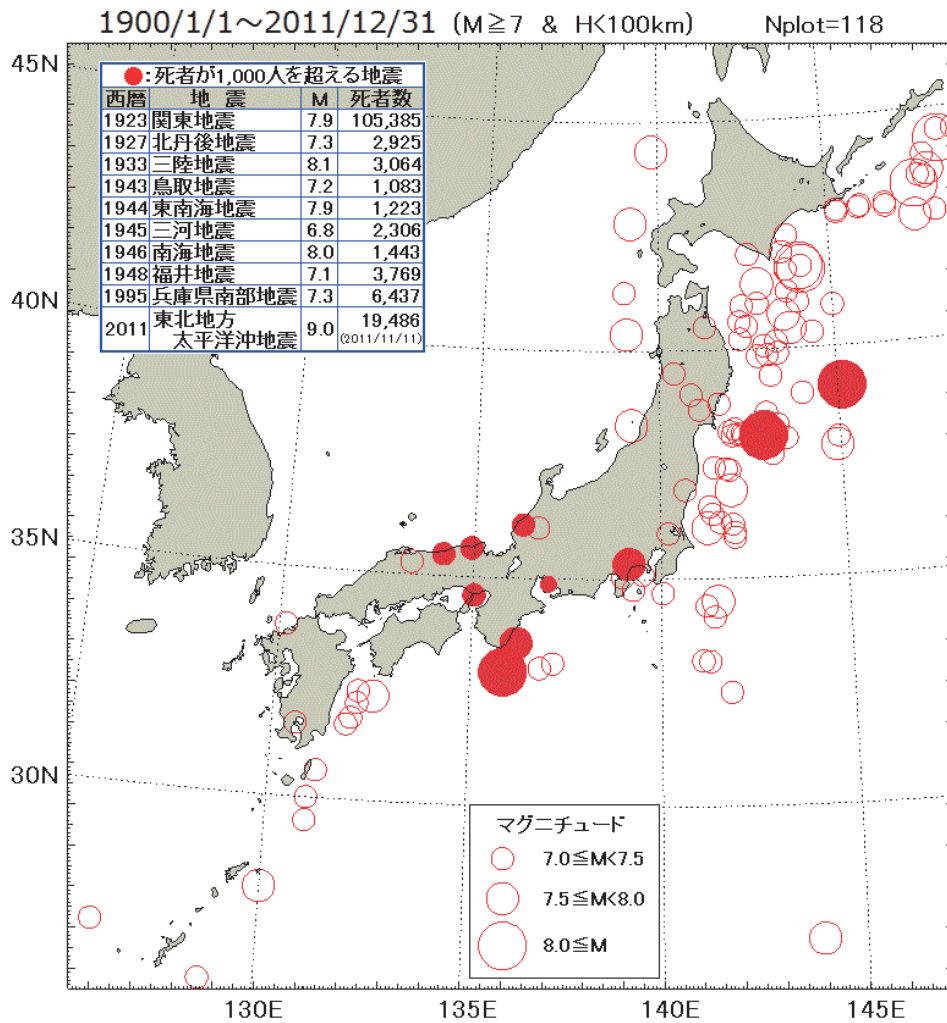 1900/1/1～2011/12/31 (M≧7 & H<100km) Nplot=118
●:死者が1,000人を超える地震
西暦 地 震 M 死者数
1923 関東地震 7.9 105,385
1927 北丹後地震 7.3 2,925
1933 三陸地震 8.1 3,064
1943 鳥取地震 7.2 1,083
1944 東南海地震 7.9 1,223
1945 三河地震 6.8 2,306
1946 南海地震 8.0 1,443
1948 福井地震 7.1 3,769
1995 兵庫県南部地震 7.3 6,437
2011 東北地方 太平洋沖地震 9.0 19,486
(2011/11/11)
45N
40N
35N
30N
マグニチュード
7.0≦M<7.5
7.5≦M<8.0
8.0≦M
130E 135E 140E 145E